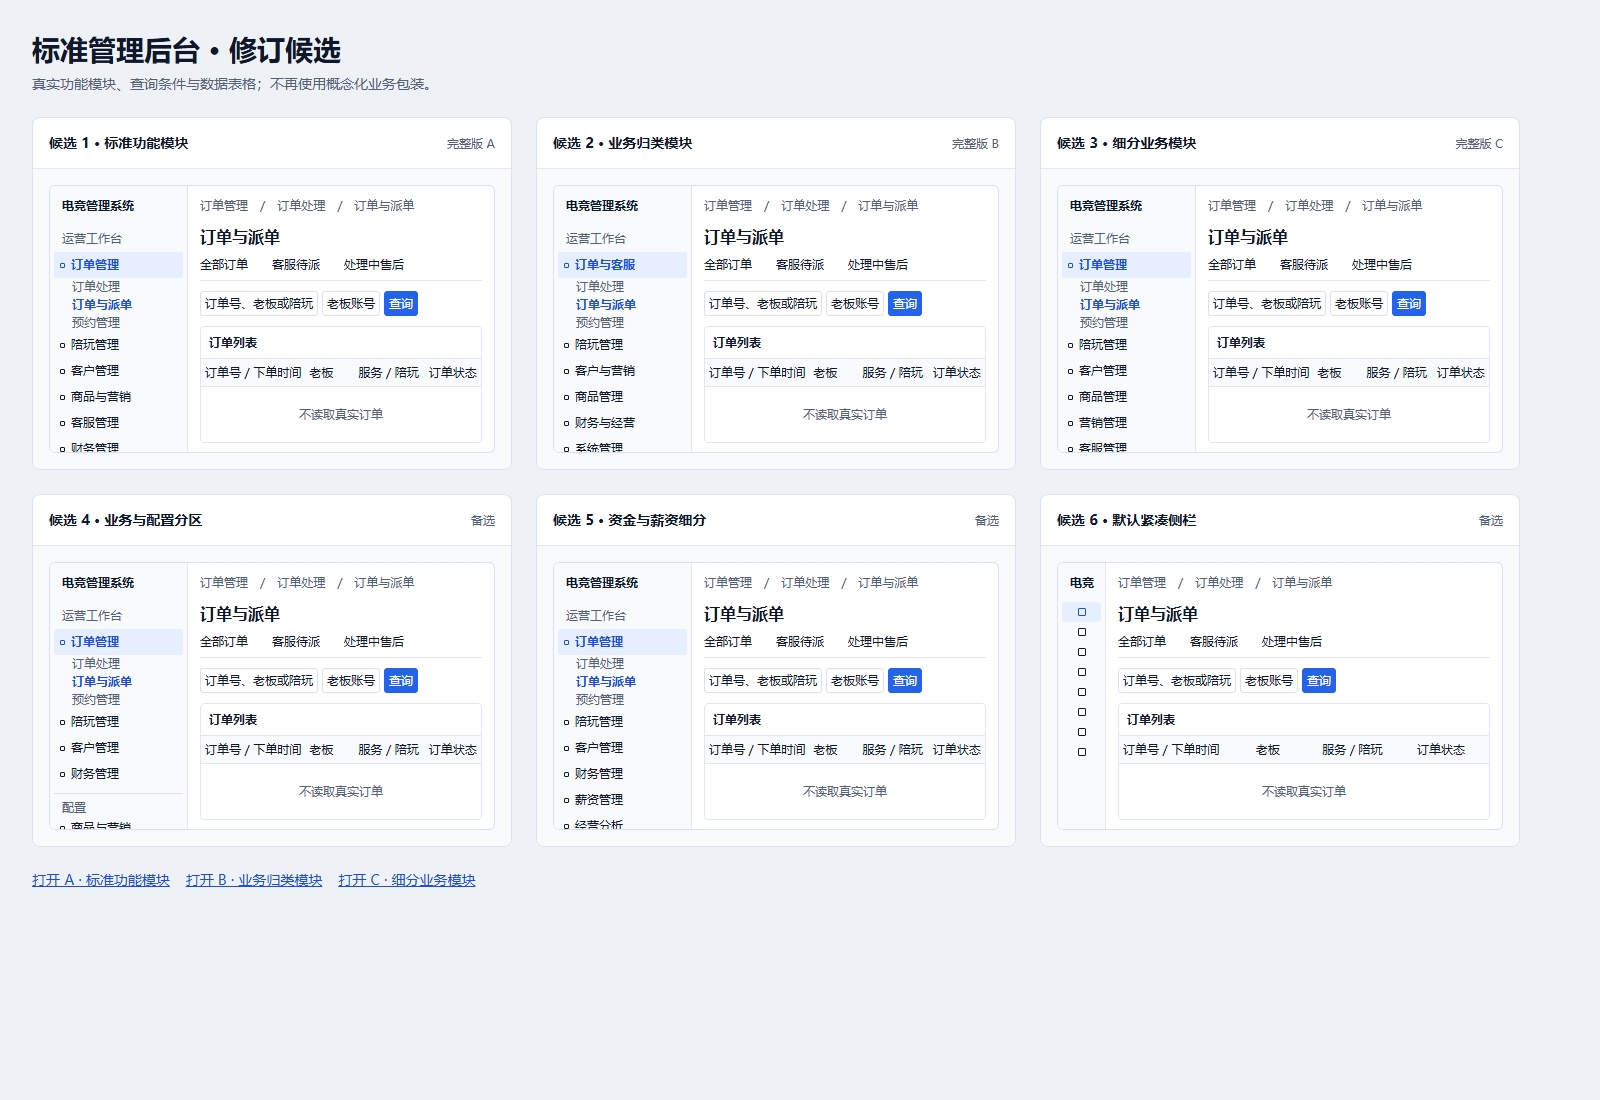 标准管理后台 • 修订候选
真实功能模块、查询条件与数据表格；不再使用概念化业务包装。
候选 1 • 标准功能模块
完整版 A
电竞管理系统
运营工作台
订单管理
订单处理
订单与派单
预约管理
陪玩管理
客户管理
商品与营销
客服管理
财务管理
订单管理 / 订单处理 / 订单与派单
订单与派单
全部订单 客服待派 处理中售后
订单号、老板或陪玩 老板账号 查询
订单列表
订单号 / 下单时间 老板 服务 / 陪玩 订单状态
不读取真实订单
候选 2 • 业务归类模块
完整版 B
电竞管理系统
运营工作台
订单与客服
订单处理
订单与派单
预约管理
陪玩管理
客户与营销
商品管理
财务与经营
系统管理
订单管理 / 订单处理 / 订单与派单
订单与派单
全部订单 客服待派 处理中售后
订单号、老板或陪玩 老板账号 查询
订单列表
订单号 / 下单时间 老板 服务 / 陪玩 订单状态
不读取真实订单
候选 3 • 细分业务模块
完整版 C
电竞管理系统
运营工作台
订单管理
订单处理
订单与派单
预约管理
陪玩管理
客户管理
商品管理
营销管理
客服管理
订单管理 / 订单处理 / 订单与派单
订单与派单
全部订单 客服待派 处理中售后
订单号、老板或陪玩 老板账号 查询
订单列表
订单号 / 下单时间 老板 服务 / 陪玩 订单状态
不读取真实订单
候选 4 • 业务与配置分区
备选
电竞管理系统
运营工作台
订单管理
订单处理
订单与派单
预约管理
陪玩管理
客户管理
财务管理
配置
商品与营销
订单管理 / 订单处理 / 订单与派单
订单与派单
全部订单 客服待派 处理中售后
订单号、老板或陪玩 老板账号 查询
订单列表
订单号 / 下单时间 老板 服务 / 陪玩 订单状态
不读取真实订单
候选 5 • 资金与薪资细分
备选
电竞管理系统
运营工作台
订单管理
订单处理
订单与派单
预约管理
陪玩管理
客户管理
财务管理
薪资管理
经营分析
订单管理 / 订单处理 / 订单与派单
订单与派单
全部订单 客服待派 处理中售后
订单号、老板或陪玩 老板账号 查询
订单列表
订单号 / 下单时间 老板 服务 / 陪玩 订单状态
不读取真实订单
候选 6 • 默认紧凑侧栏
备选
电竞
订单管理 / 订单处理 / 订单与派单
订单与派单
全部订单 客服待派 处理中售后
订单号、老板或陪玩 老板账号 查询
订单列表
订单号 / 下单时间 老板 服务 / 陪玩 订单状态
不读取真实订单
打开 A · 标准功能模块 打开 B · 业务归类模块 打开 C · 细分业务模块